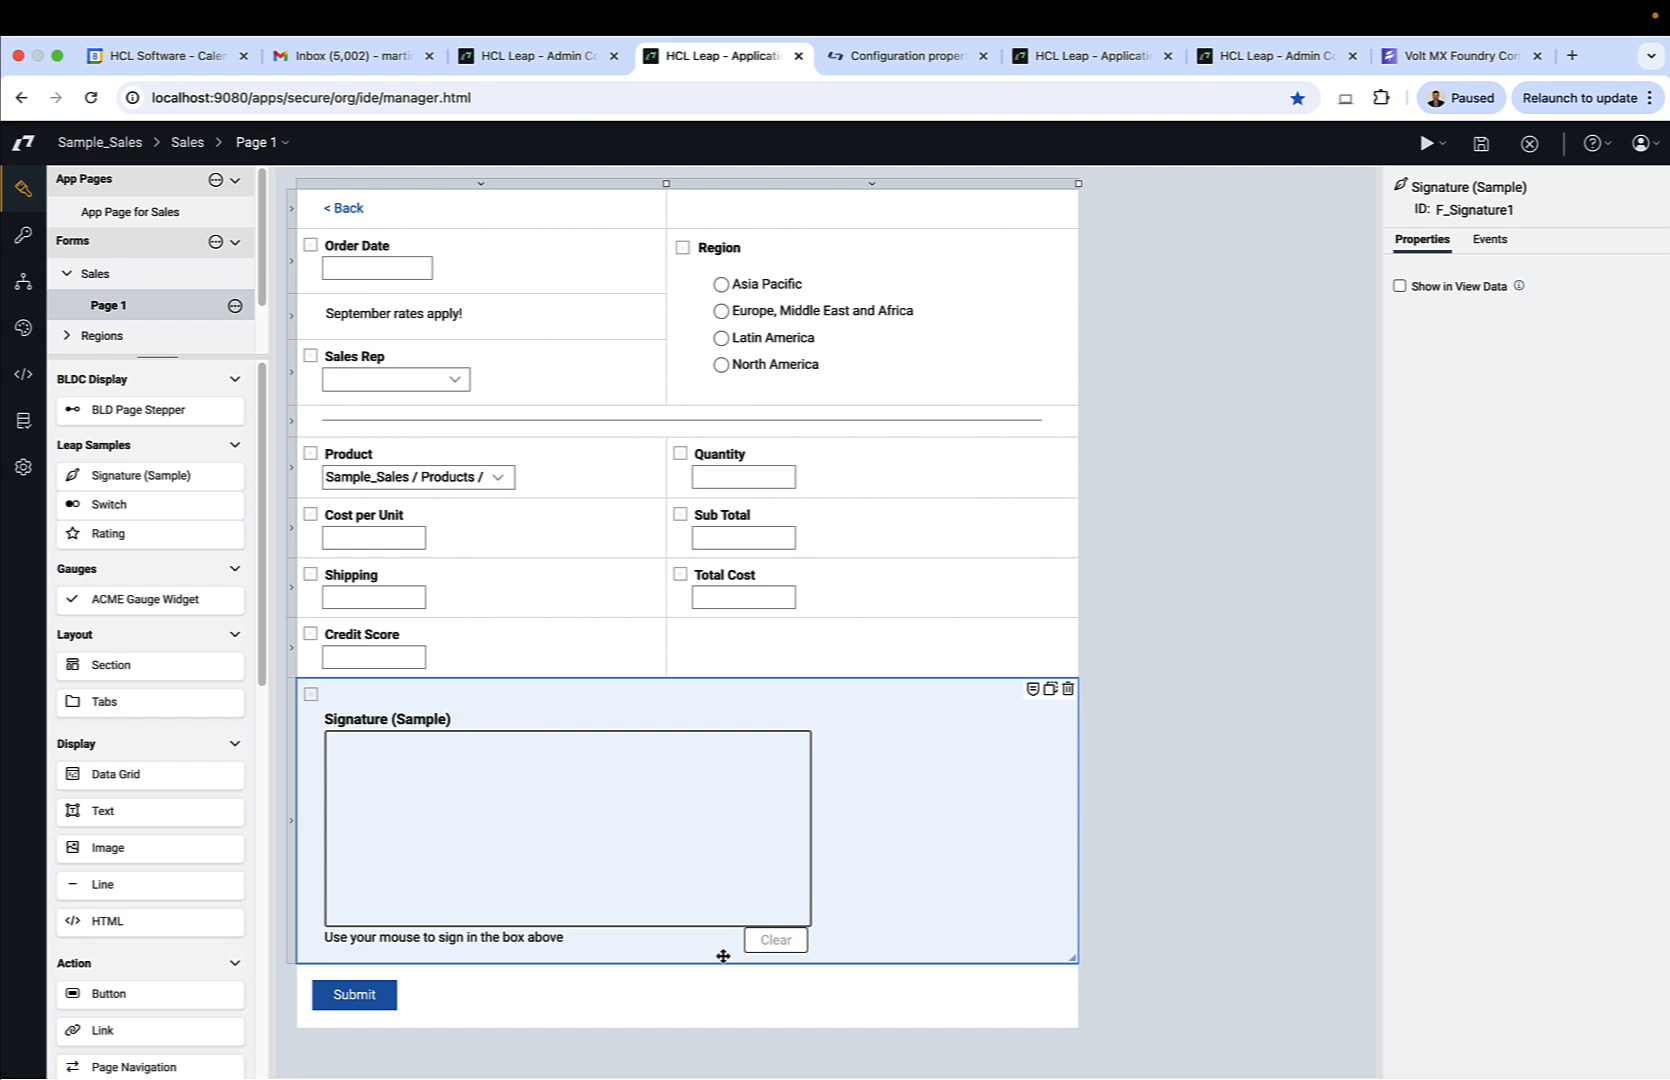 HCL Software - Caler
Inbox (5,002) - marti
HCL Leap - Admin Co
HCL Leap - Applicati
Configuration proper
HCL Leap - Applicati
HCL Leap - Admin Co
Volt MX Foundry Con
localhost:9080/apps/secure/org/ide/manager.html
Paused
Relaunch to update
Sample_Sales > Sales > Page 1
App Pages
App Page for Sales
Forms
Sales
Page 1
Regions
BLDC Display
BLD Page Stepper
Leap Samples
Signature (Sample)
Switch
Rating
Gauges
ACME Gauge Widget
Layout
Section
Tabs
Display
Data Grid
Text
Image
Line
HTML
Action
Button
Link
Page Navigation
< Back
Order Date
September rates apply!
Sales Rep
Region
Asia Pacific
Europe, Middle East and Africa
Latin America
North America
Product
Sample_Sales / Products /
Quantity
Cost per Unit
Sub Total
Shipping
Total Cost
Credit Score
Signature (Sample)
Use your mouse to sign in the box above
Clear
Submit
Signature (Sample)
ID: F_Signature1
Properties
Events
Show in View Data